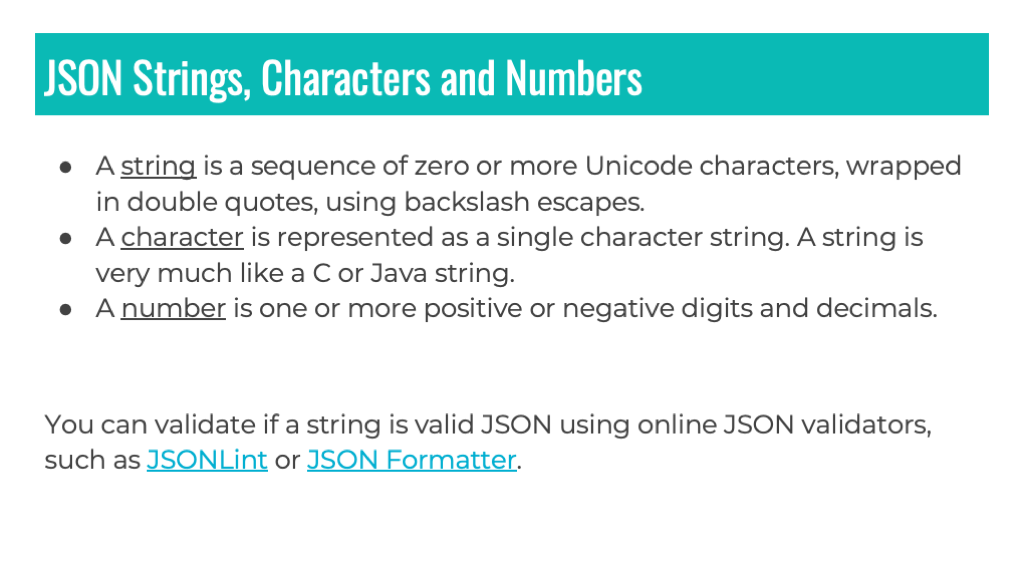 JSON Strings, Characters and Numbers
● A string is a sequence of zero or more Unicode characters, wrapped
in double quotes, using backslash escapes.
● A character is represented as a single character string. A string is
very much like a C or Java string.
● A number is one or more positive or negative digits and decimals.
You can validate if a string is valid JSON using online JSON validators,
such as JSONLint or JSON Formatter.